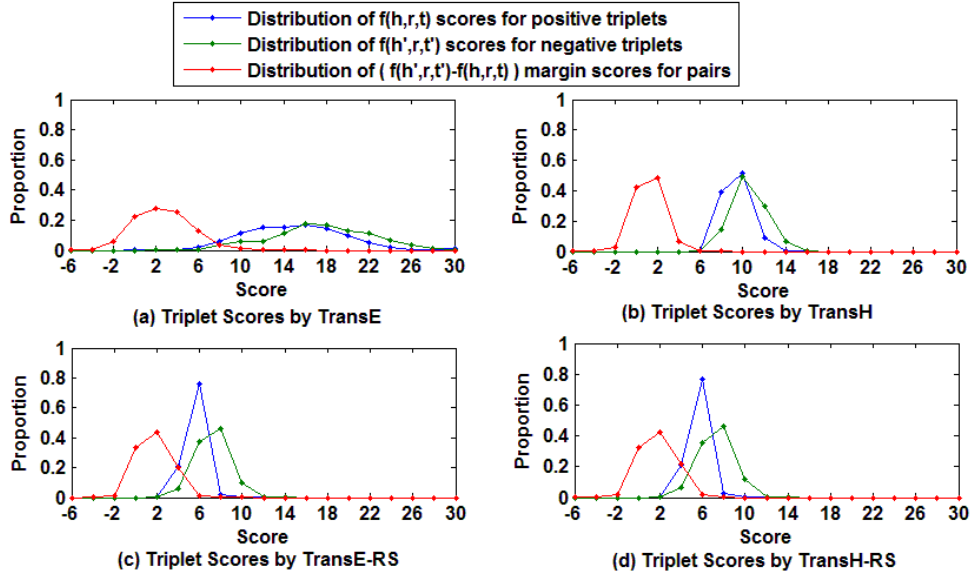 Distribution of f(h,r,t) scores for positive triplets
Distribution of f(h',r,t') scores for negative triplets
Distribution of ( f(h',r,t')-f(h,r,t) ) margin scores for pairs
1
0.8
0.6
0.4
0.2
0
Proportion
-6 -2 2 6 10 14 18 22 26 30
Score
(a) Triplet Scores by TransE
1
0.8
0.6
0.4
0.2
0
Proportion
-6 -2 2 6 10 14 18 22 26 30
Score
(b) Triplet Scores by TransH
1
0.8
0.6
0.4
0.2
0
Proportion
-6 -2 2 6 10 14 18 22 26 30
Score
(c) Triplet Scores by TransE-RS
1
0.8
0.6
0.4
0.2
0
Proportion
-6 -2 2 6 10 14 18 22 26 30
Score
(d) Triplet Scores by TransH-RS